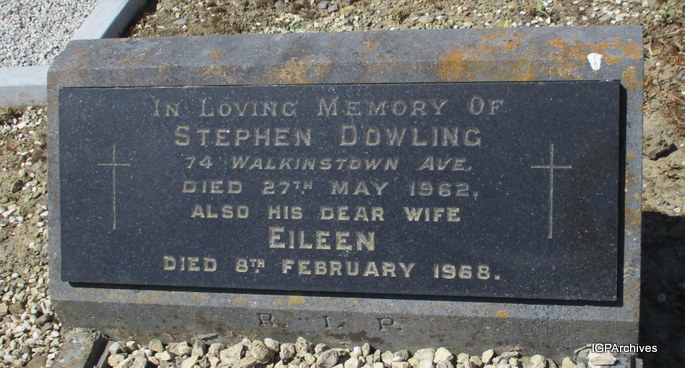 In Loving Memory Of
Stephen Dowling
74 Walkinstown Ave,
Died 27th May 1962.
Also his dear wife
Eileen
Died 8th February 1968.
R. I. P.
IGPArchives